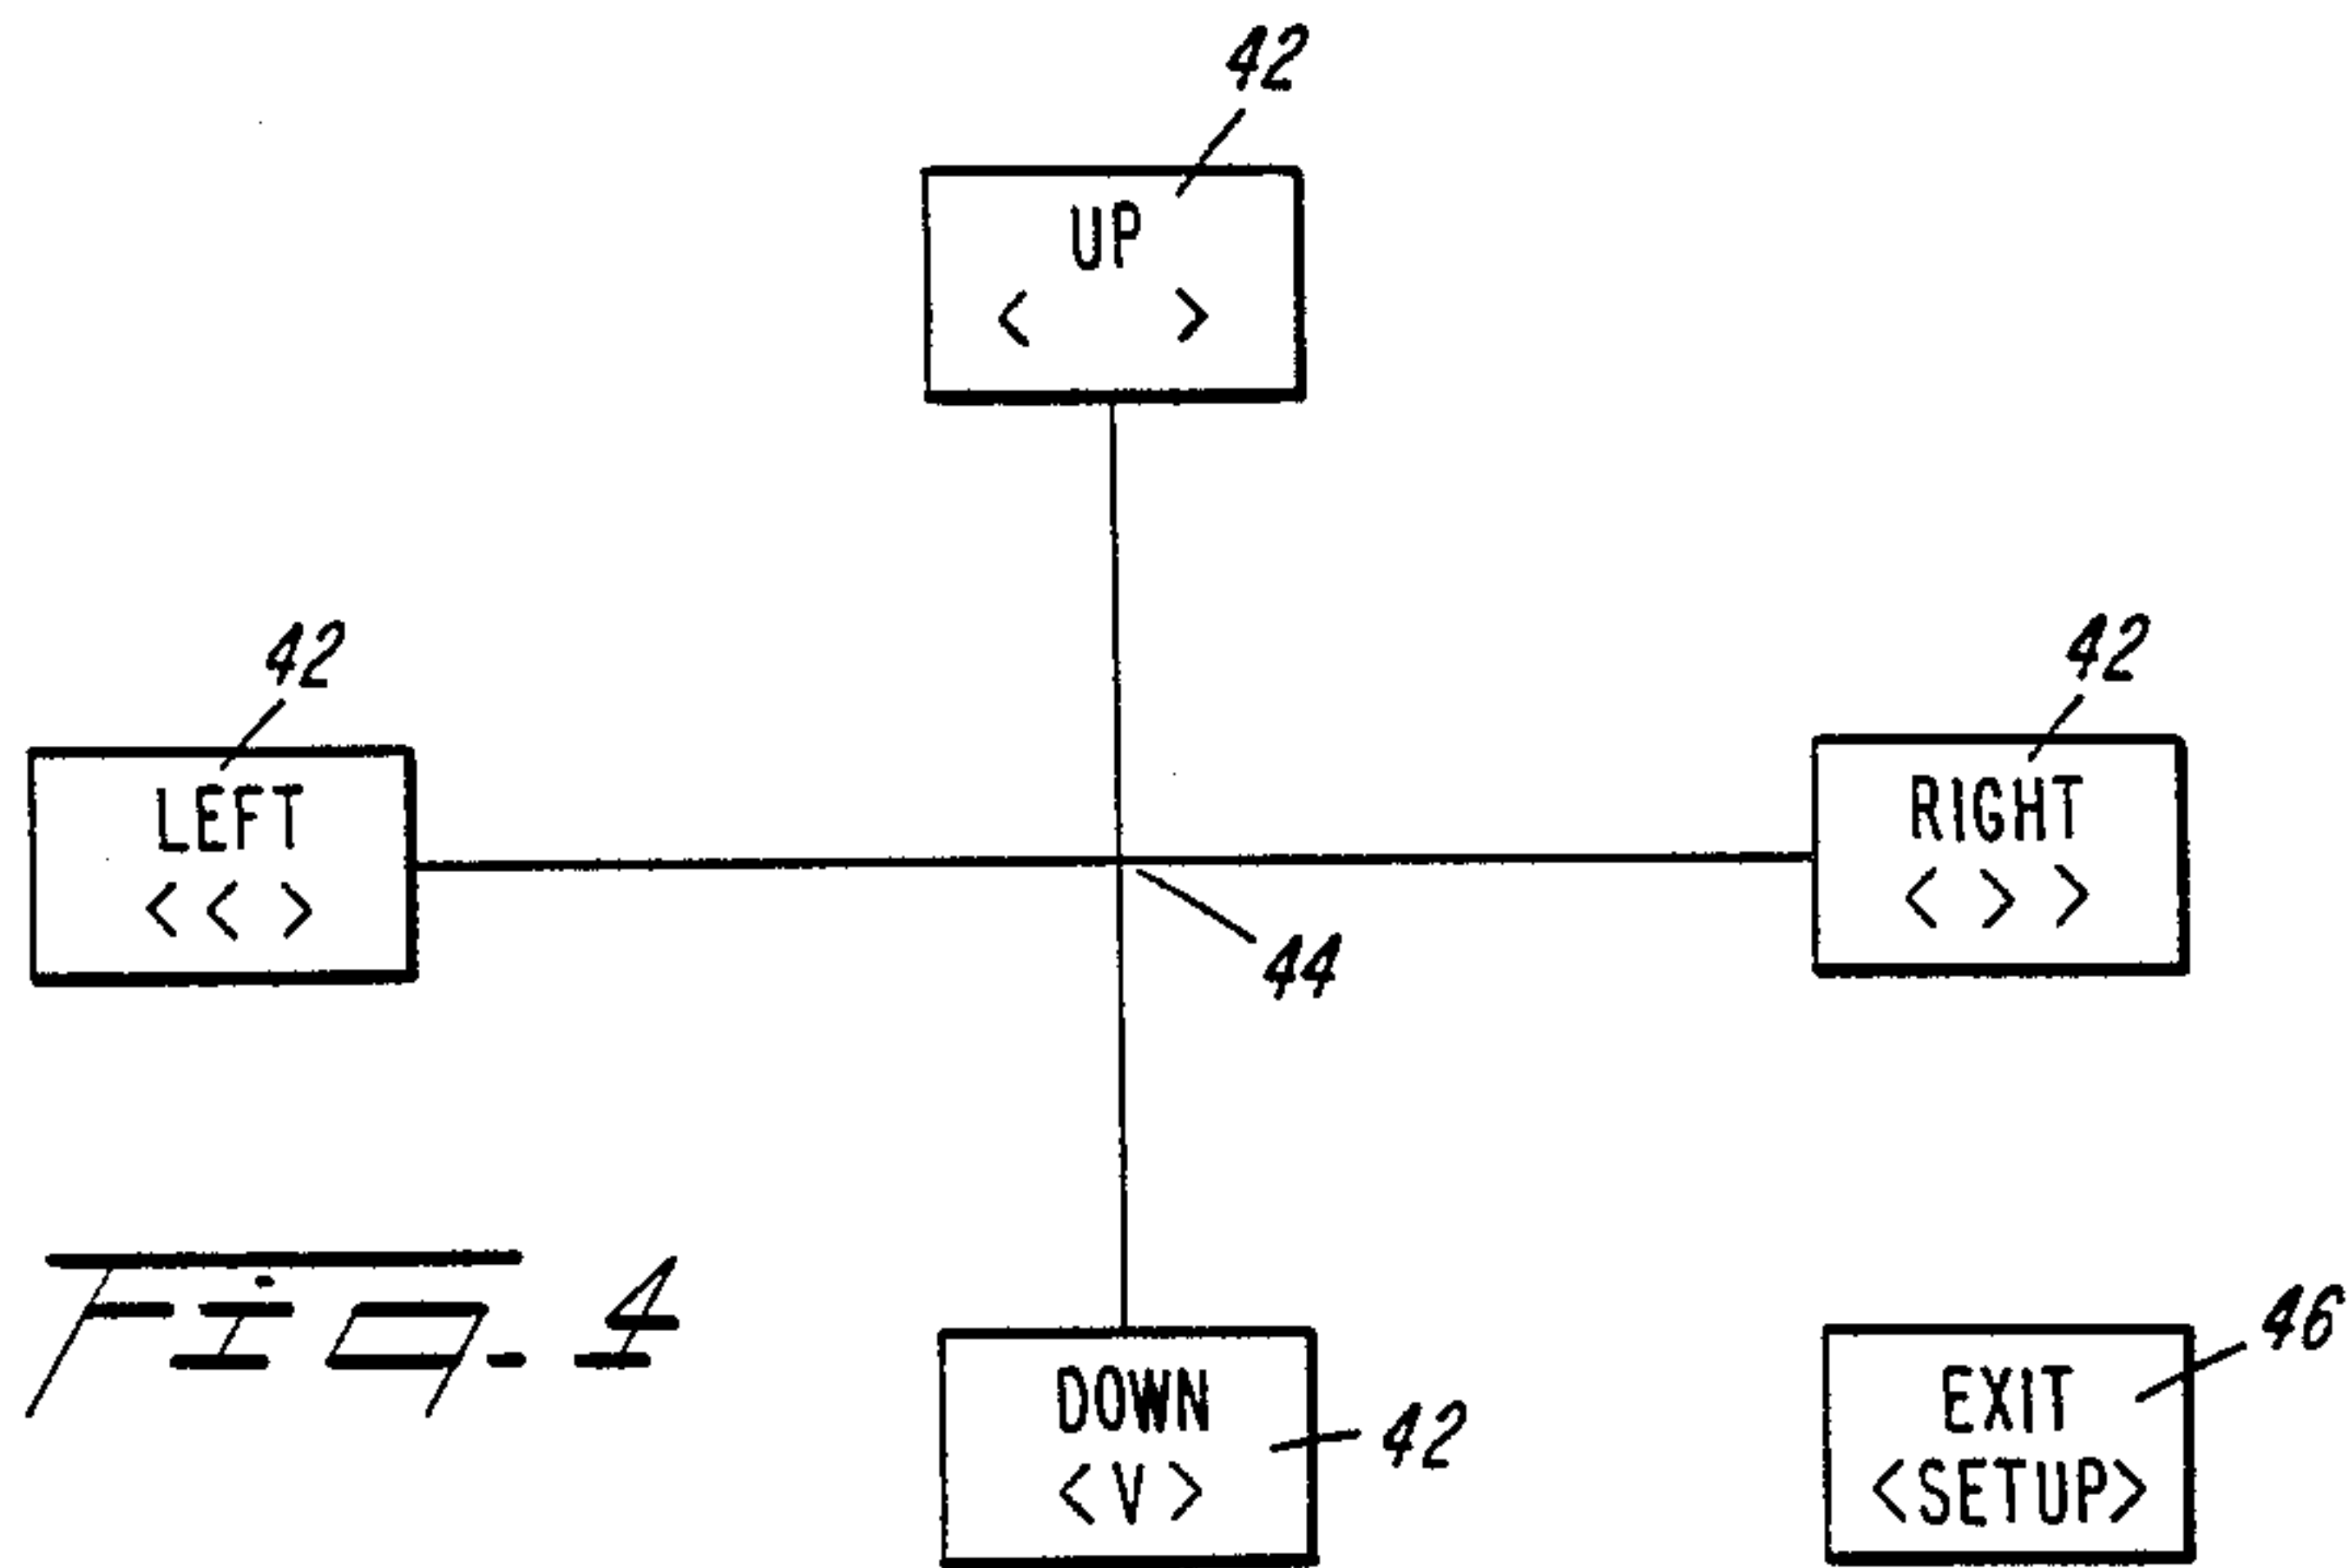 42
UP
< >
42
42
LEFT
< < >
RIGHT
< > >
44
Fig. 4
DOWN
< V >
42
EXIT
<SETUP>
46